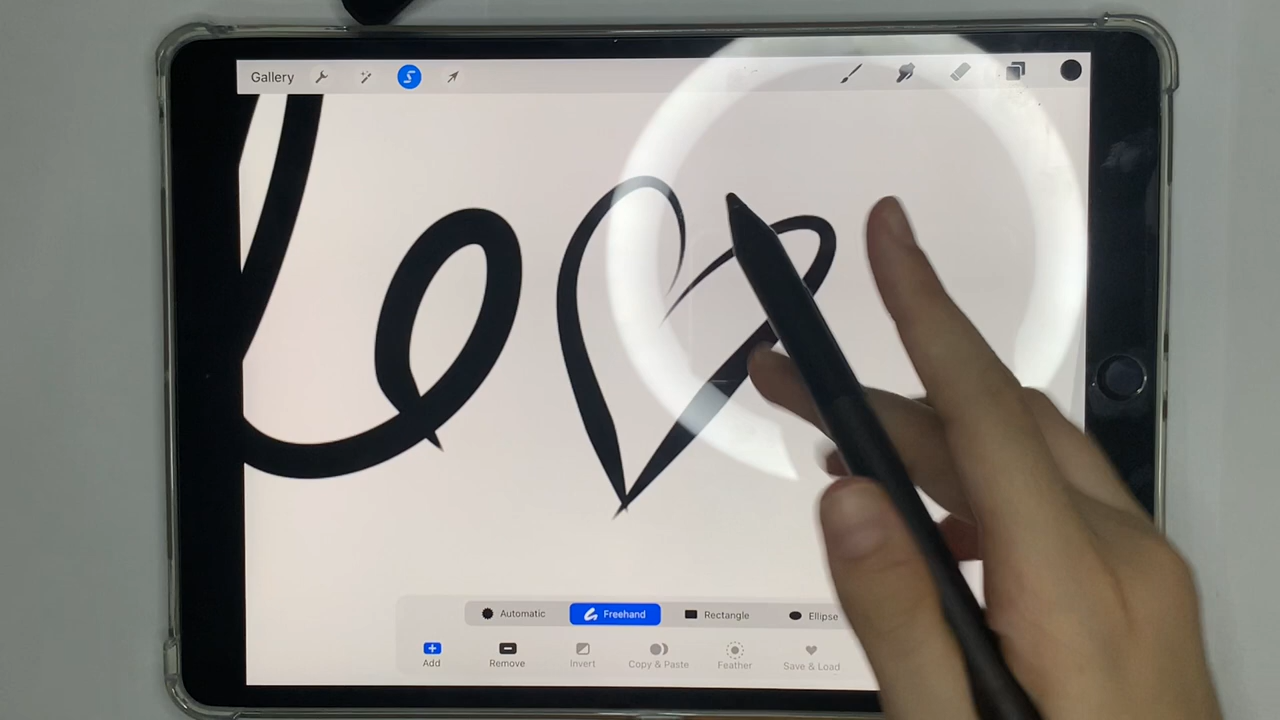 Gallery
Automatic Freehand Rectangle Ellipse
Add Remove Invert Copy & Paste Feather Save & Load